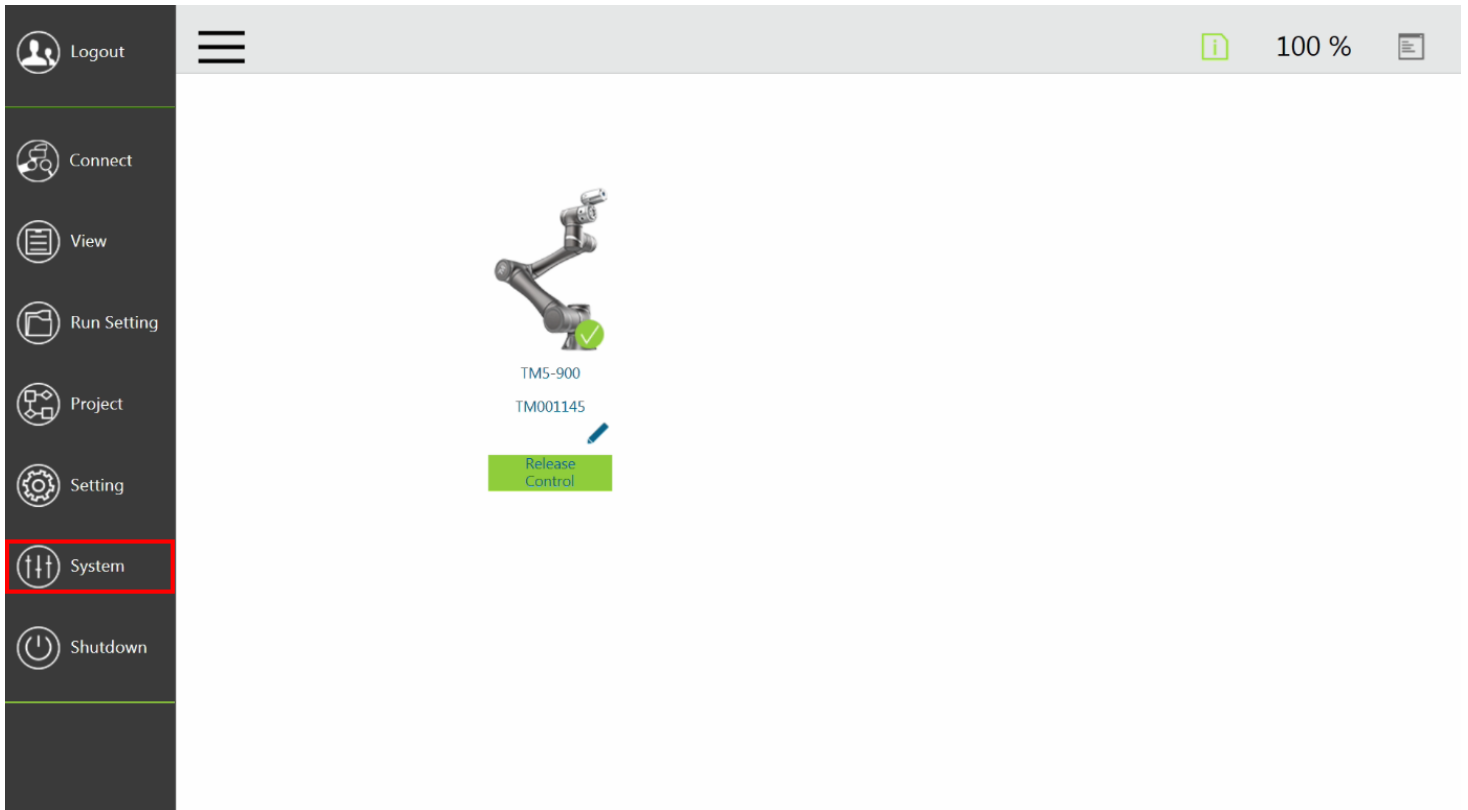 Logout
100 %
Connect
View
Run Setting
Project
Setting
System
Shutdown
TM5-900
TM001145
Release
Control